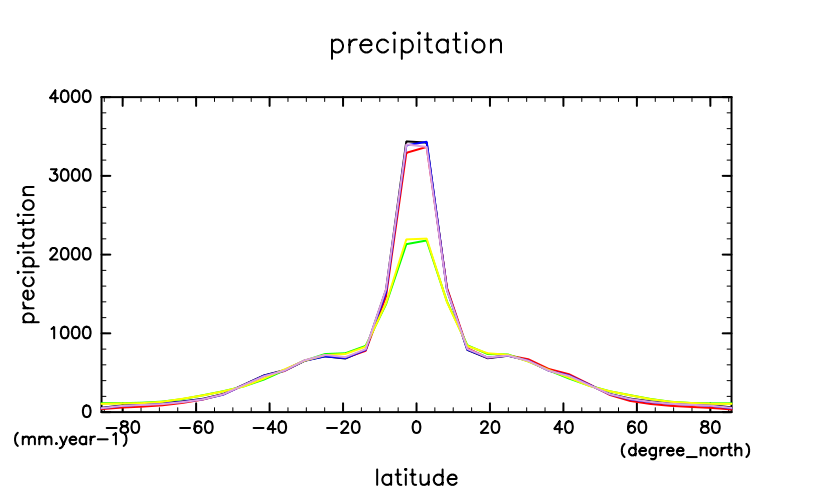 precipitation
4000
3000
2000
1000
0
precipitation
-80 -60 -40 -20 0 20 40 60 80
(mm.year-1)
(degree_north)
latitude